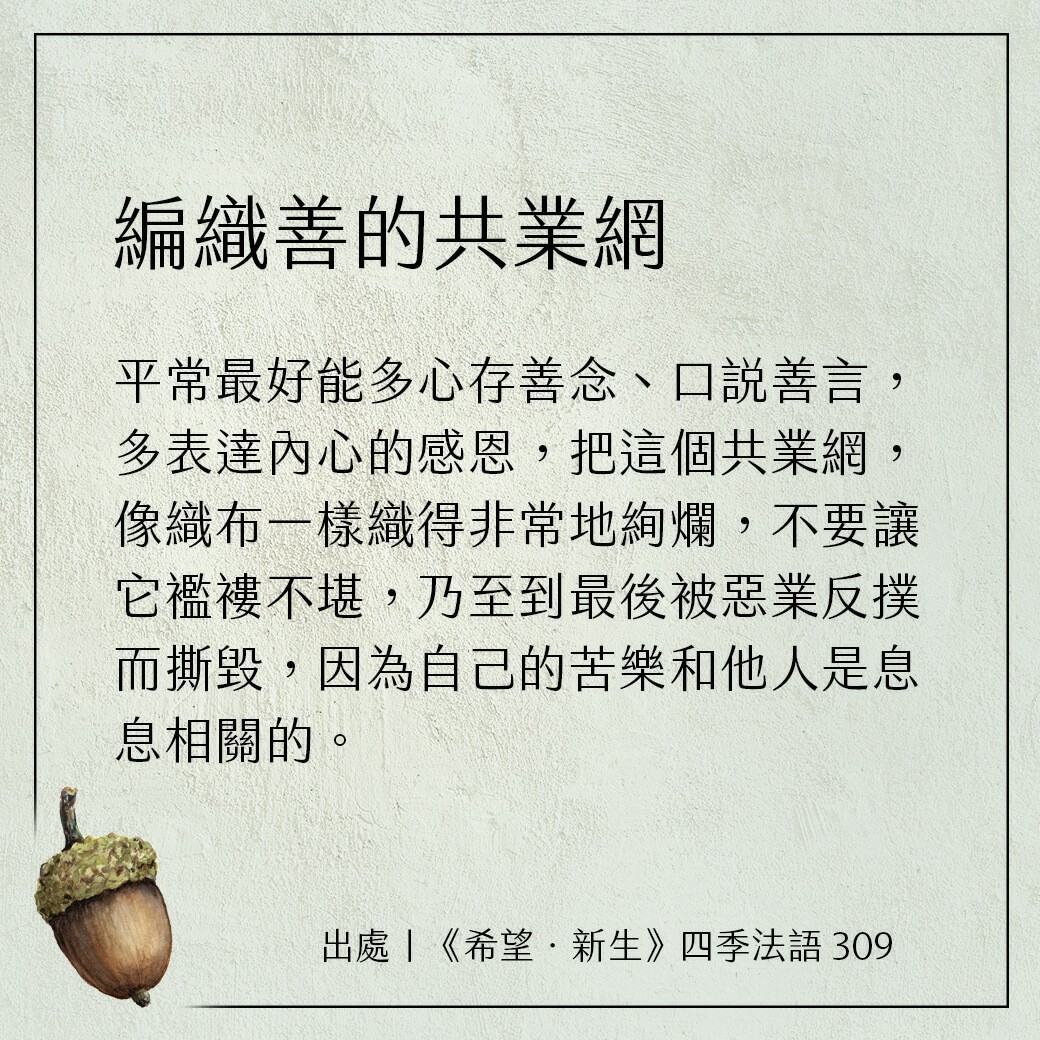 編織善的共業網
平常最好能多心存善念、口説善言，
多表達內心的感恩，把這個共業網，
像織布一樣織得非常地絢爛，不要讓
它襤褸不堪，乃至到最後被惡業反撲
而撕毀，因為自己的苦樂和他人是息
息相關的。
出處｜《希望．新生》四季法語 309